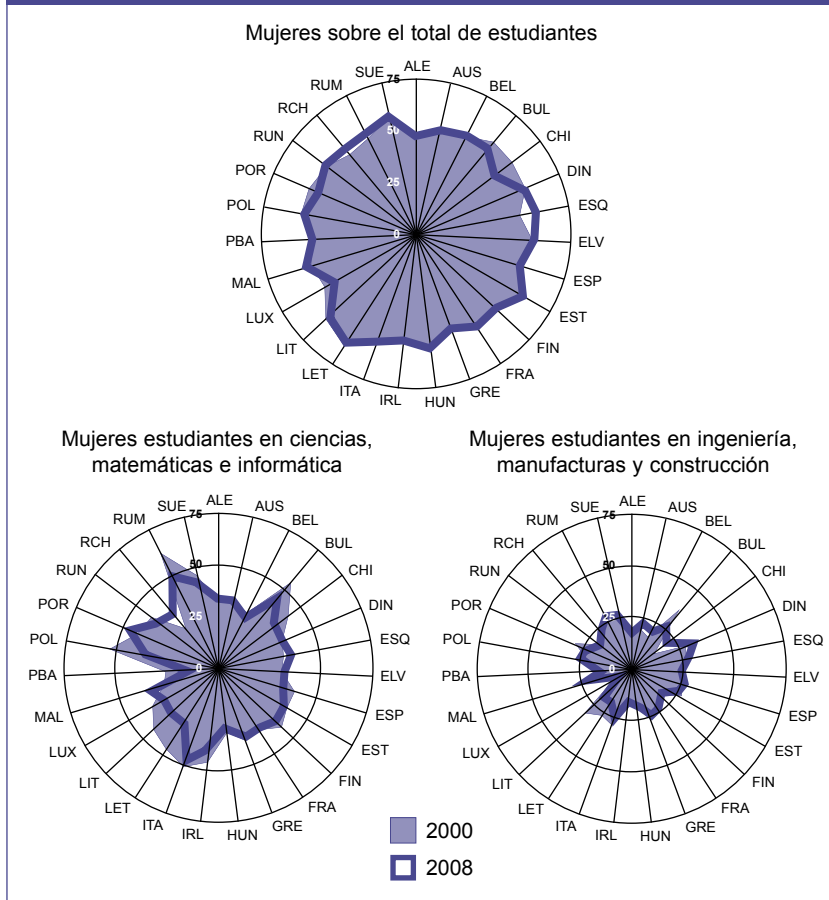 Mujeres sobre el total de estudiantes
ALE
AUS
BEL
BUL
CHI
DIN
ESQ
ELV
ESP
EST
FIN
FRA
GRE
HUN
IRL
ITA
LET
LIT
LUX
MAL
PBA
POL
POR
RUN
RCH
RUM
SUE
75
50
25
0
Mujeres estudiantes en ciencias,
matemáticas e informática
ALE
AUS
BEL
BUL
CHI
DIN
ESQ
ELV
ESP
EST
FIN
FRA
GRE
HUN
IRL
ITA
LET
LIT
LUX
MAL
PBA
POL
POR
RUN
RCH
RUM
SUE
75
50
25
0
Mujeres estudiantes en ingeniería,
manufacturas y construcción
ALE
AUS
BEL
BUL
CHI
DIN
ESQ
ELV
ESP
EST
FIN
FRA
GRE
HUN
IRL
ITA
LET
LIT
LUX
MAL
PBA
POL
POR
RUN
RCH
RUM
SUE
75
50
25
0
2000
2008